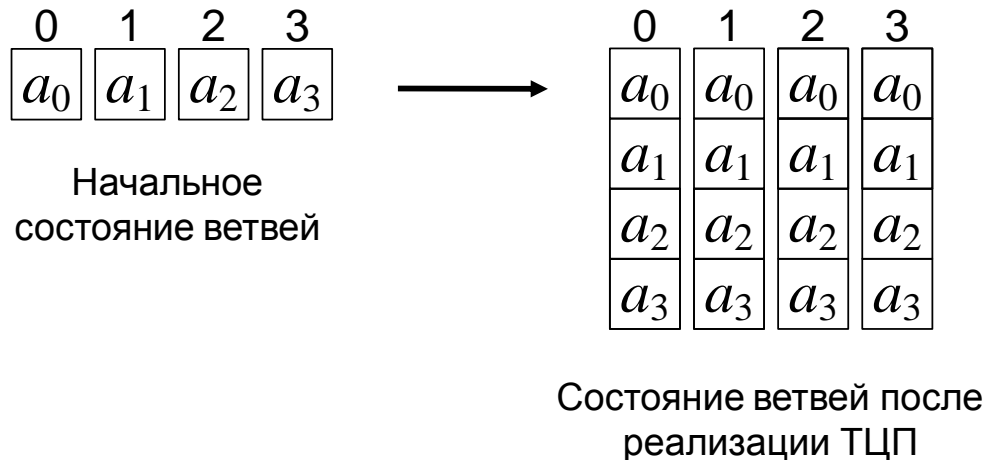 0 1 2 3 0 1 2 3
a₀ a₁ a₂ a₃ a₀ a₀ a₀ a₀
a₁ a₁ a₁ a₁
a₂ a₂ a₂ a₂
a₃ a₃ a₃ a₃
Начальное
состояние ветвей
Состояние ветвей после
реализации ТЦП